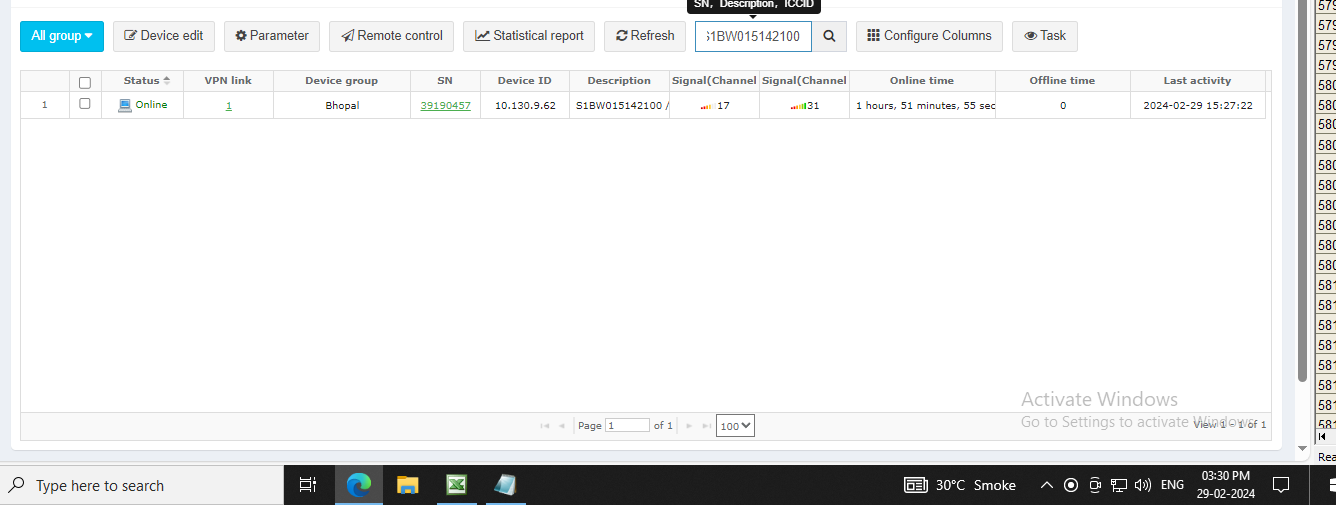 SN, Description, ICCID
All group
Device edit
Parameter
Remote control
Statistical report
Refresh
S1BW015142100
Configure Columns
Task
Status VPN link Device group SN Device ID Description Signal(Channel Signal(Channel Online time Offline time Last activity
1 Online 1 Bhopal 39190457 10.130.9.62 S1BW015142100 / 17 31 1 hours, 51 minutes, 55 sec 0 2024-02-29 15:27:22
Activate Windows
Go to Settings to activate Windows.
Page 1 of 1 100 View 1 - 1 of 1
579
579
579
579
580
580
580
580
580
580
580
580
580
580
581
581
581
581
581
581
581
581
Rea
Type here to search
30°C Smoke
ENG
03:30 PM
29-02-2024